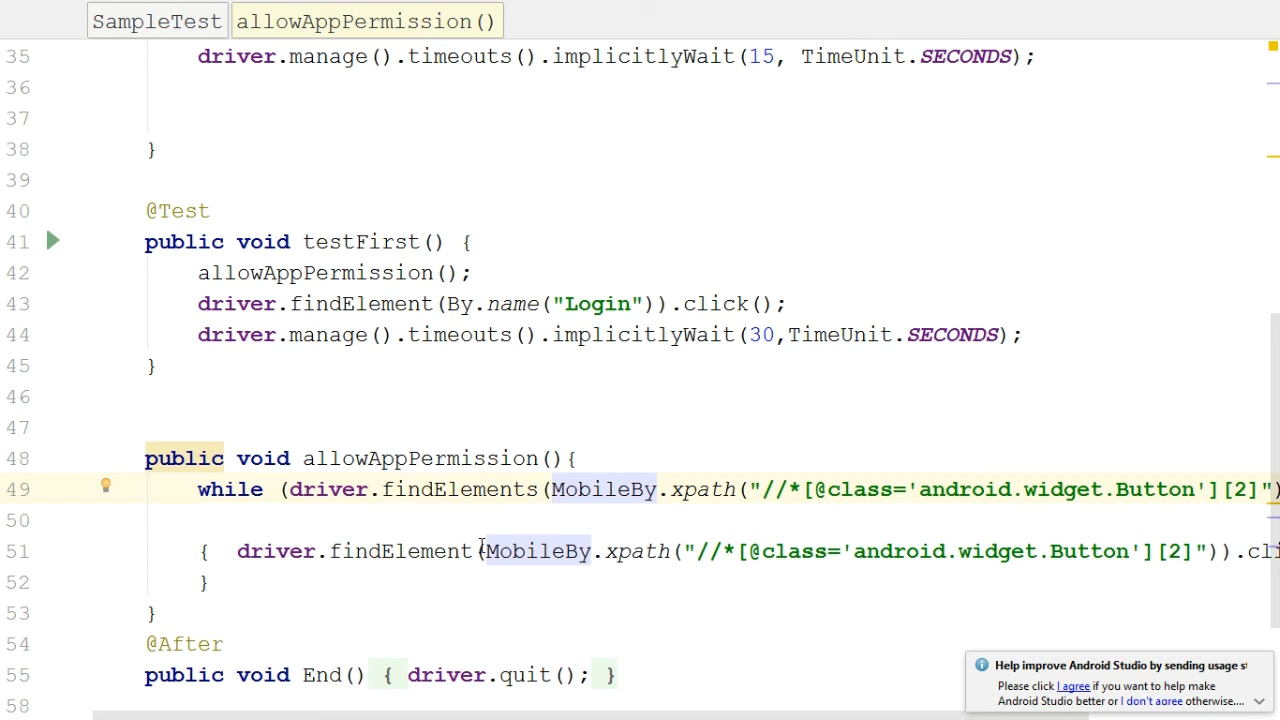 SampleTest allowAppPermission()
35 driver.manage().timeouts().implicitlyWait(15, TimeUnit.SECONDS);
36
37
38 }
39
40 @Test
41 public void testFirst() {
42 allowAppPermission();
43 driver.findElement(By.name("Login")).click();
44 driver.manage().timeouts().implicitlyWait(30,TimeUnit.SECONDS);
45 }
46
47
48 public void allowAppPermission(){
49 while (driver.findElements(MobileBy.xpath("//*[@class='android.widget.Button'][2]")
50
51 { driver.findElement(MobileBy.xpath("//*[@class='android.widget.Button'][2]")).cli
52 }
53 }
54 @After
55 public void End() { driver.quit(); }
58
Help improve Android Studio by sending usage st
Please click I agree if you want to help make
Android Studio better or I don't agree otherwise....